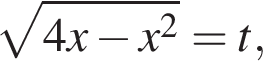 √(4x − x²) = t,